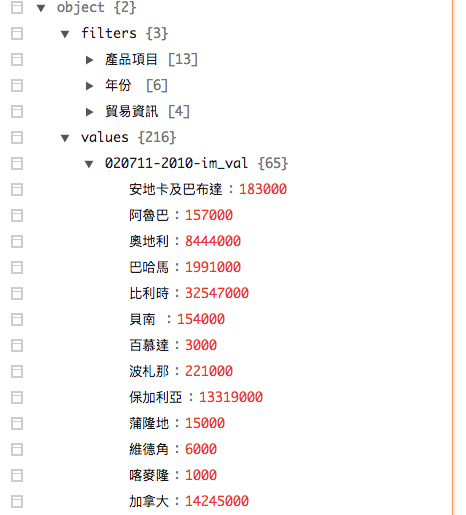 object {2}
filters {3}
產品項目 [13]
年份 [6]
貿易資訊 [4]
values {216}
020711-2010-im_val {65}
安地卡及巴布達 : 183000
阿魯巴 : 157000
奧地利 : 8444000
巴哈馬 : 1991000
比利時 : 32547000
貝南 : 154000
百慕達 : 3000
波札那 : 221000
保加利亞 : 13319000
蒲隆地 : 15000
維德角 : 6000
喀麥隆 : 1000
加拿大 : 14245000